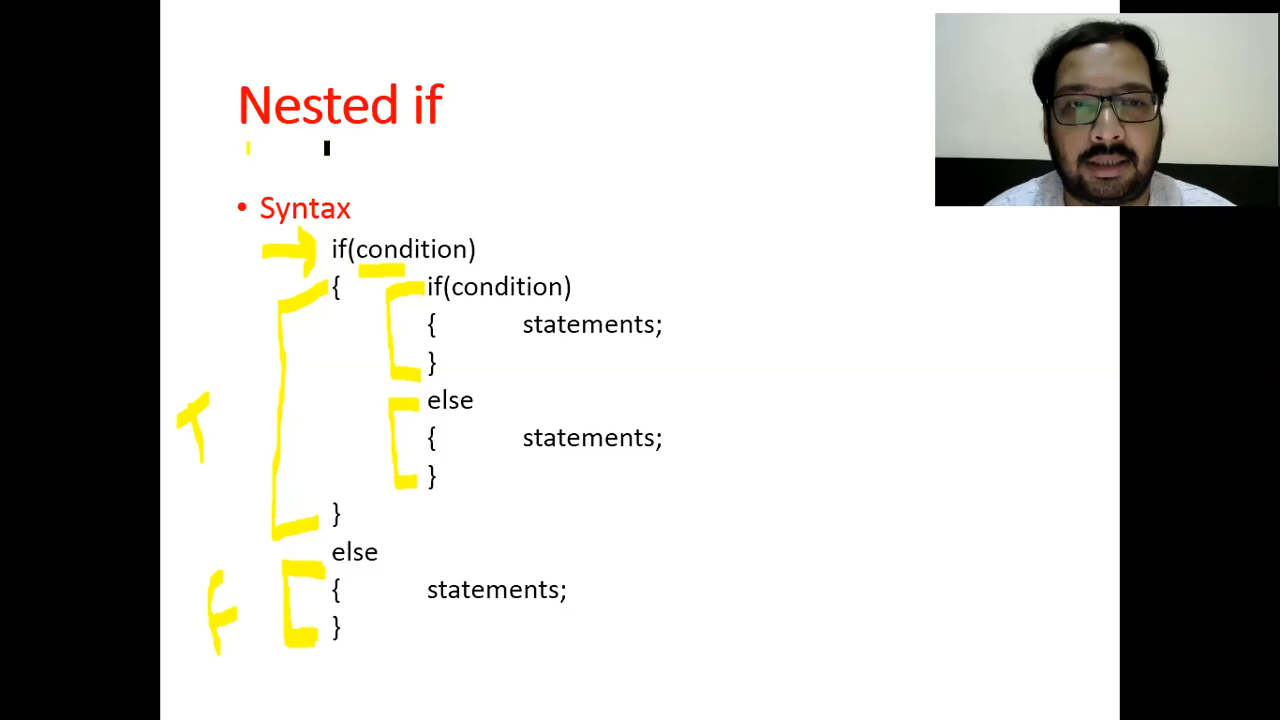 Nested if
• Syntax
if(condition)
{ if(condition)
{ statements;
}
else
{ statements;
}
}
else
{ statements;
}
T
F